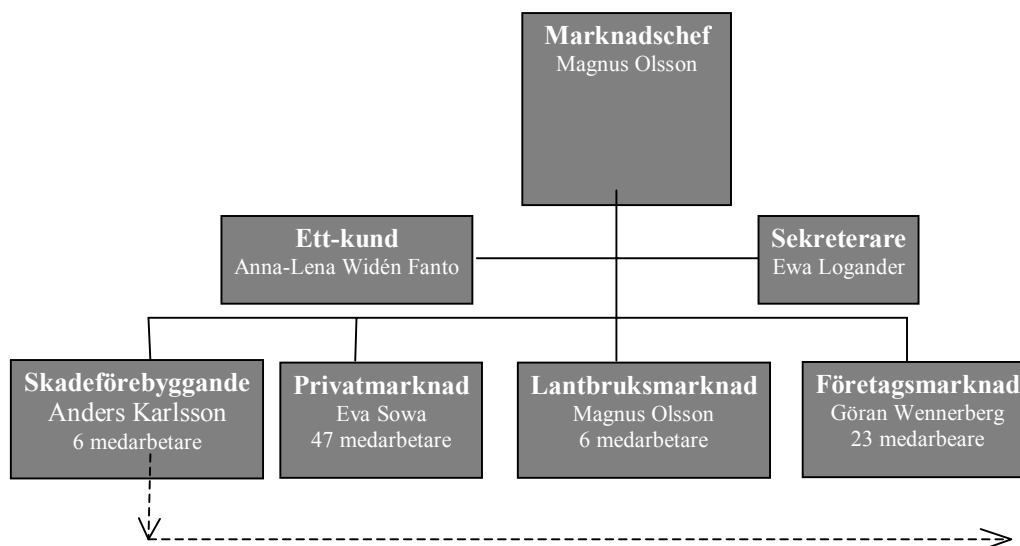 Marknadschef
Magnus Olsson
Ett-kund
Anna-Lena Widén Fanto
Sekreterare
Ewa Logander
Skadeförebyggande
Anders Karlsson
6 medarbetare
Privatmarknad
Eva Sowa
47 medarbetare
Lantbruksmarknad
Magnus Olsson
6 medarbetare
Företagsmarknad
Göran Wennerberg
23 medarbeare